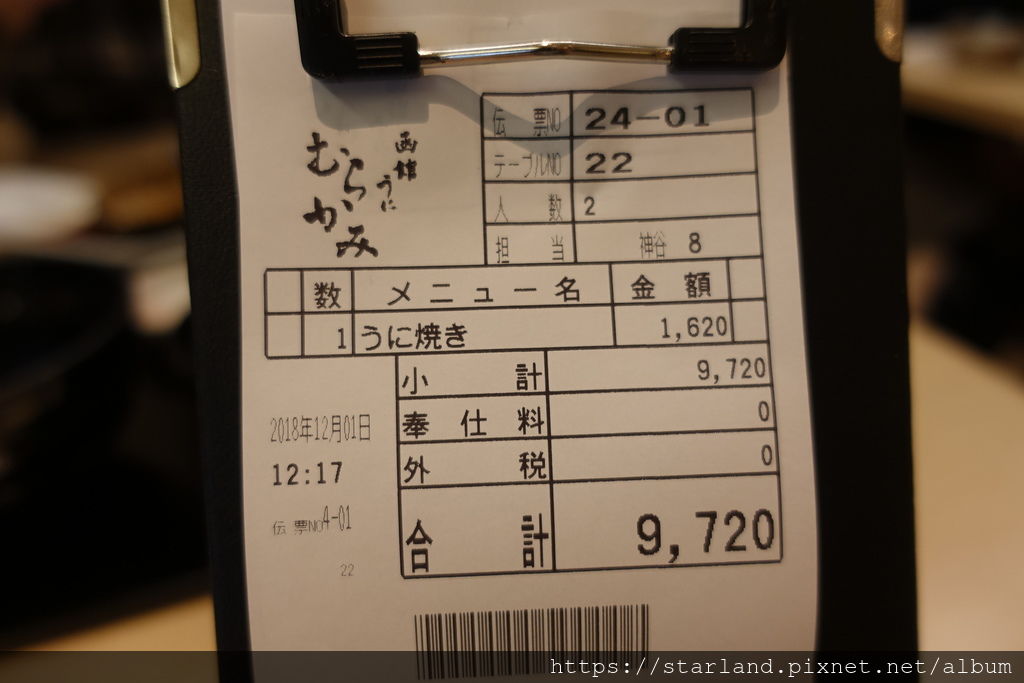 函館
うに
むらかみ
伝票NO 24-01
テーブルNO 22
人数 2
担当 神谷 8
数 メニュー名 金額
1 うに焼き 1,620
小計 9,720
奉仕料 0
外税 0
合計 9,720
2018年12月01日
12:17
伝票NO4-01
22
https://starland.pixnet.net/album